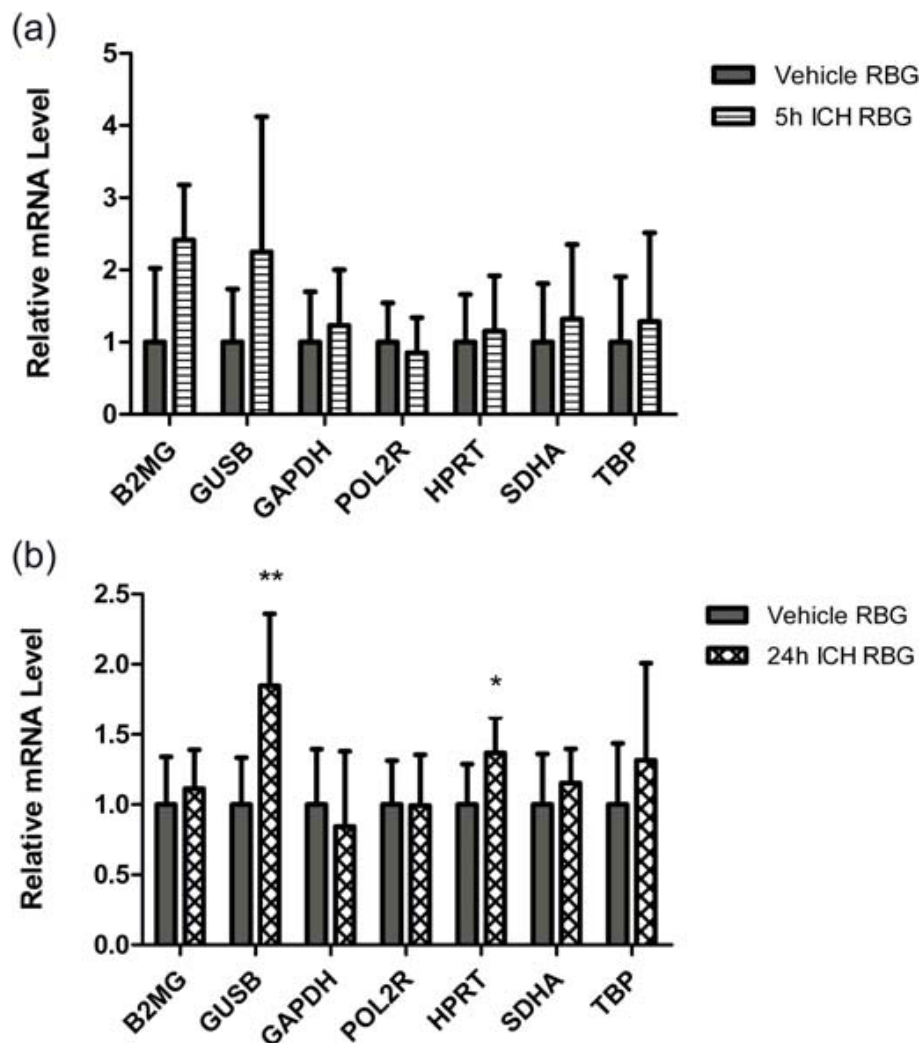 (a)
Relative mRNA Level
5
4
3
2
1
0
B2MG GUSB GAPDH POL2R HPRT SDHA TBP
Vehicle RBG
5h ICH RBG
(b)
Relative mRNA Level
2.5
2.0
1.5
1.0
0.5
0.0
**
*
B2MG GUSB GAPDH POL2R HPRT SDHA TBP
Vehicle RBG
24h ICH RBG